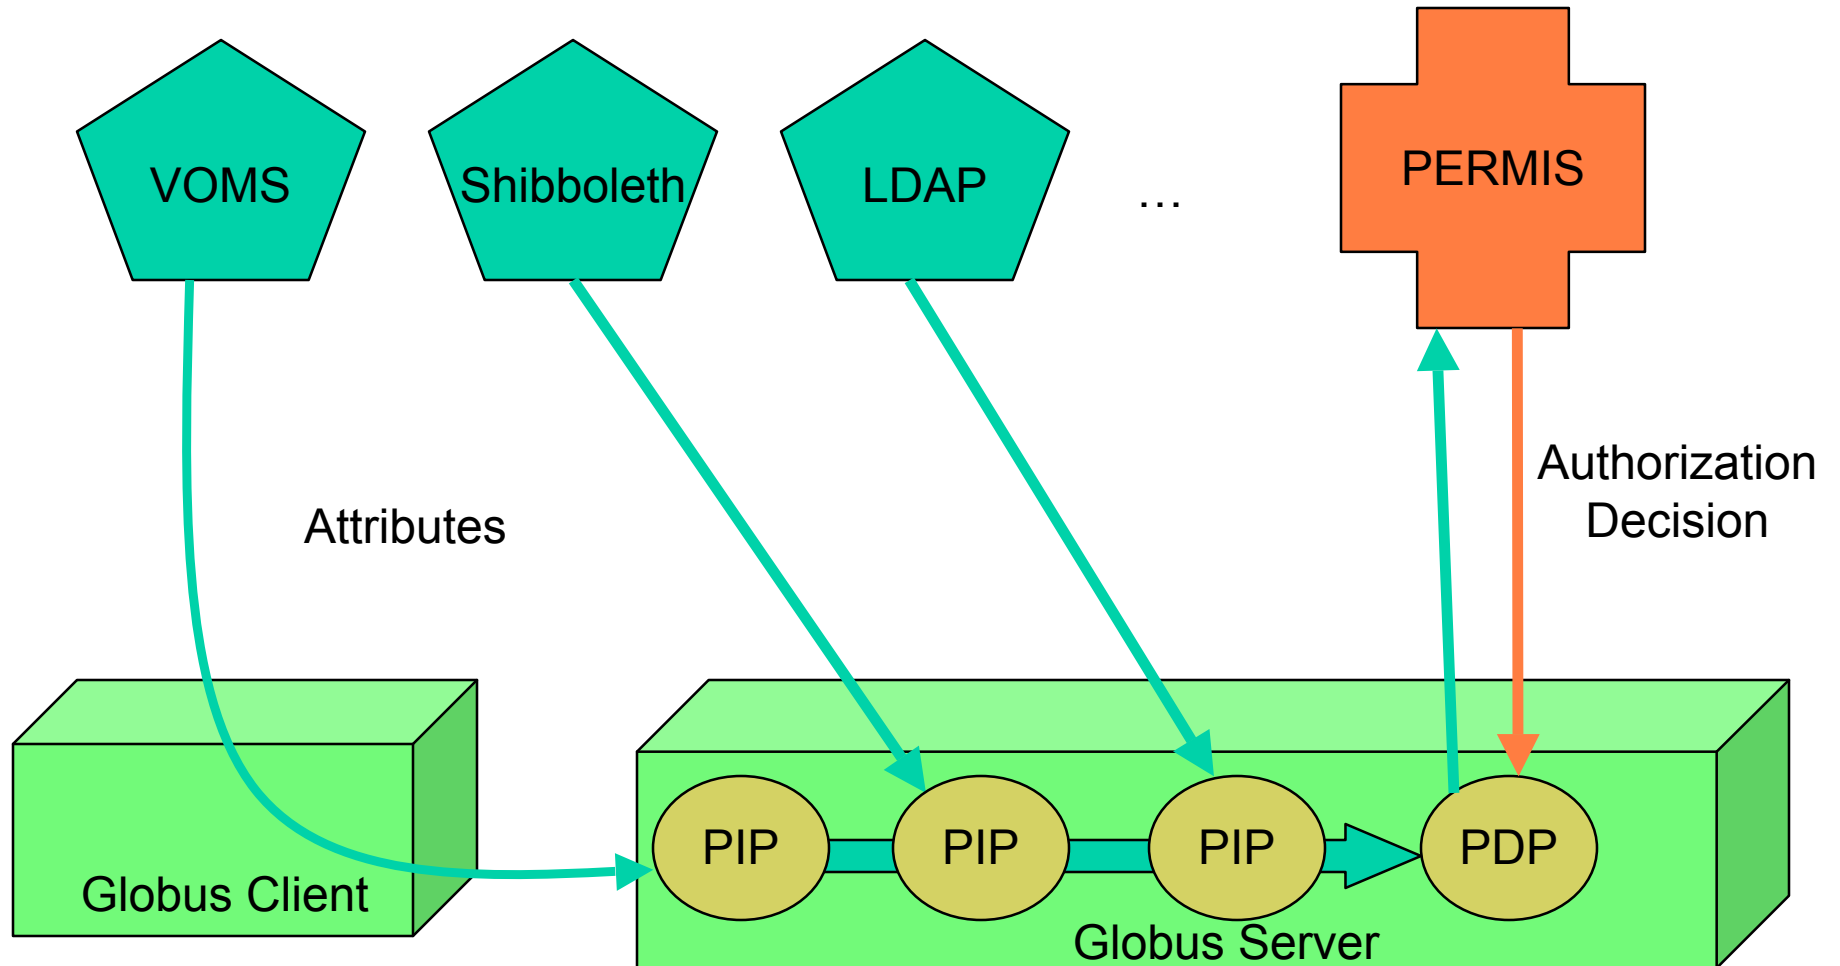 VOMS
Shibboleth
LDAP
…
PERMIS
Attributes
Authorization
Decision
Globus Client
PIP
PIP
PIP
PDP
Globus Server